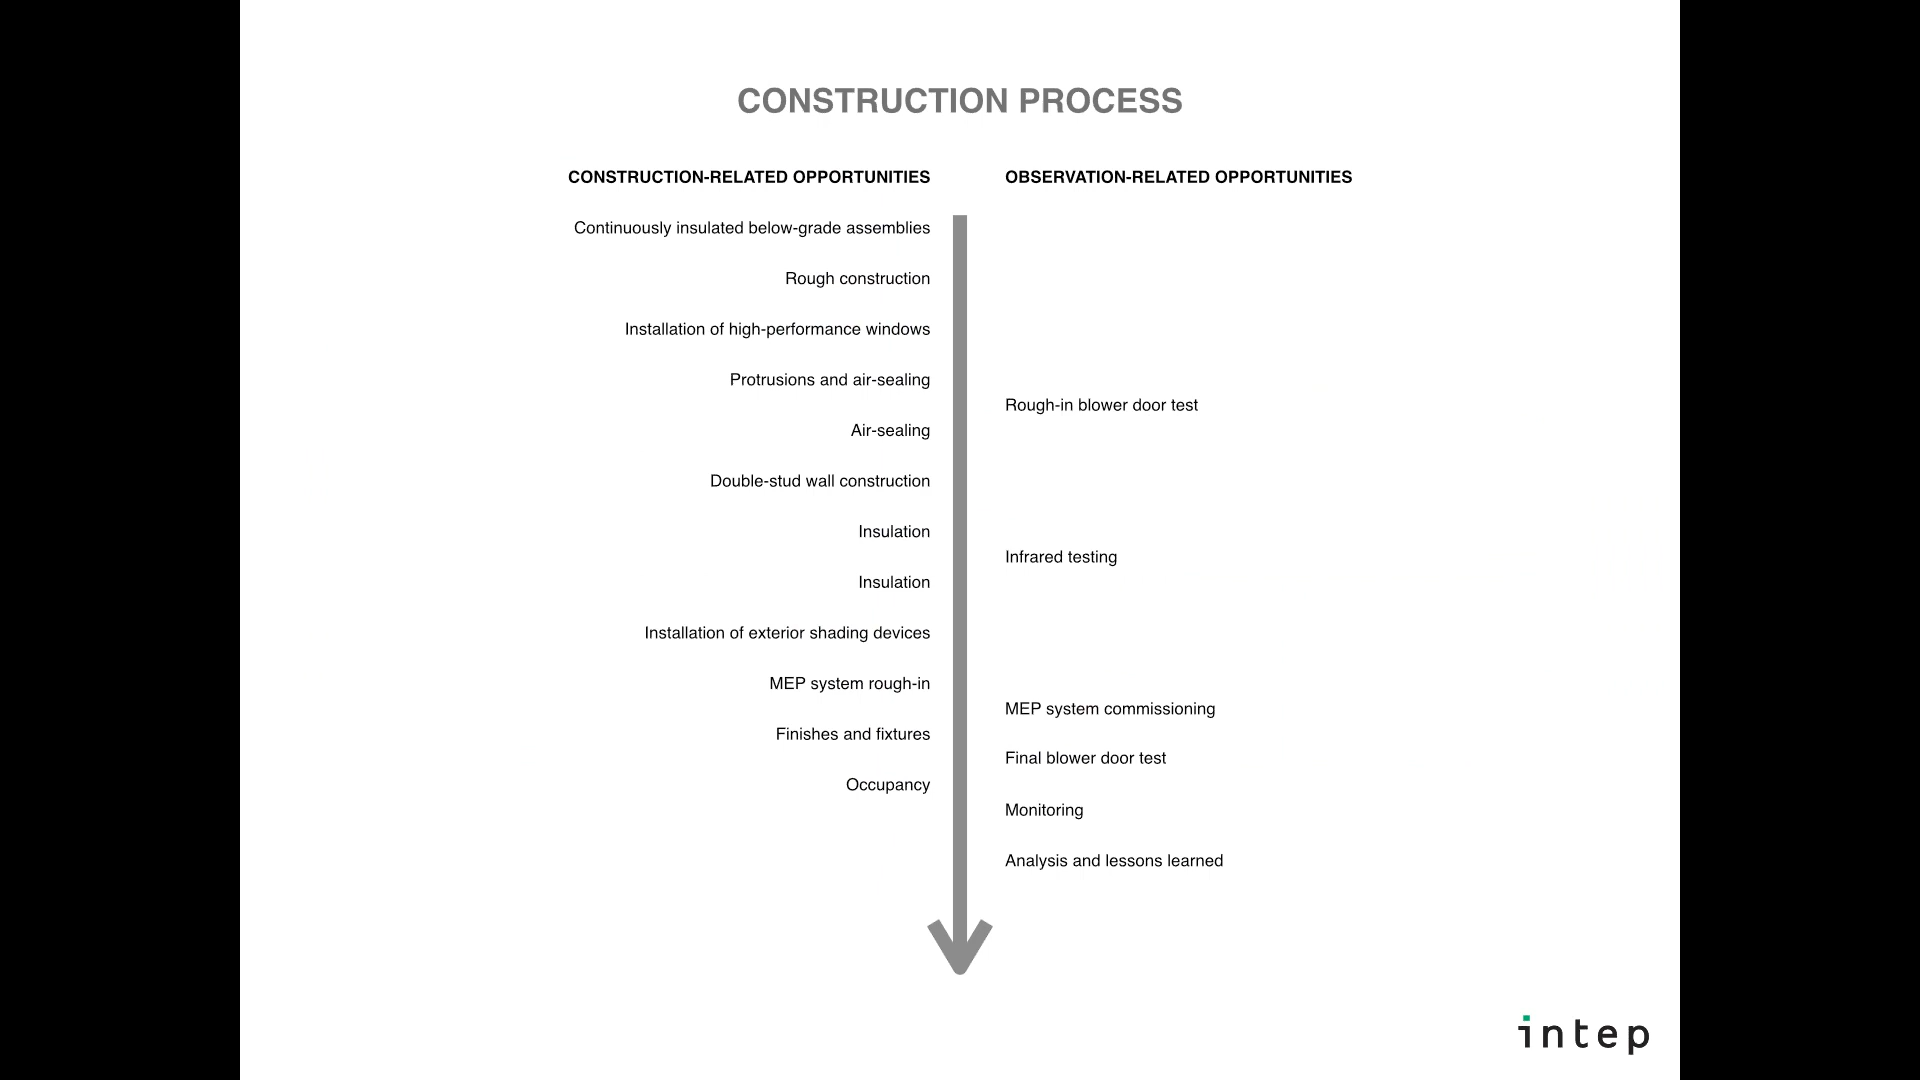 CONSTRUCTION PROCESS
CONSTRUCTION-RELATED OPPORTUNITIES
Continuously insulated below-grade assemblies
Rough construction
Installation of high-performance windows
Protrusions and air-sealing
Air-sealing
Double-stud wall construction
Insulation
Insulation
Installation of exterior shading devices
MEP system rough-in
Finishes and fixtures
Occupancy
OBSERVATION-RELATED OPPORTUNITIES
Rough-in blower door test
Infrared testing
MEP system commissioning
Final blower door test
Monitoring
Analysis and lessons learned
intep